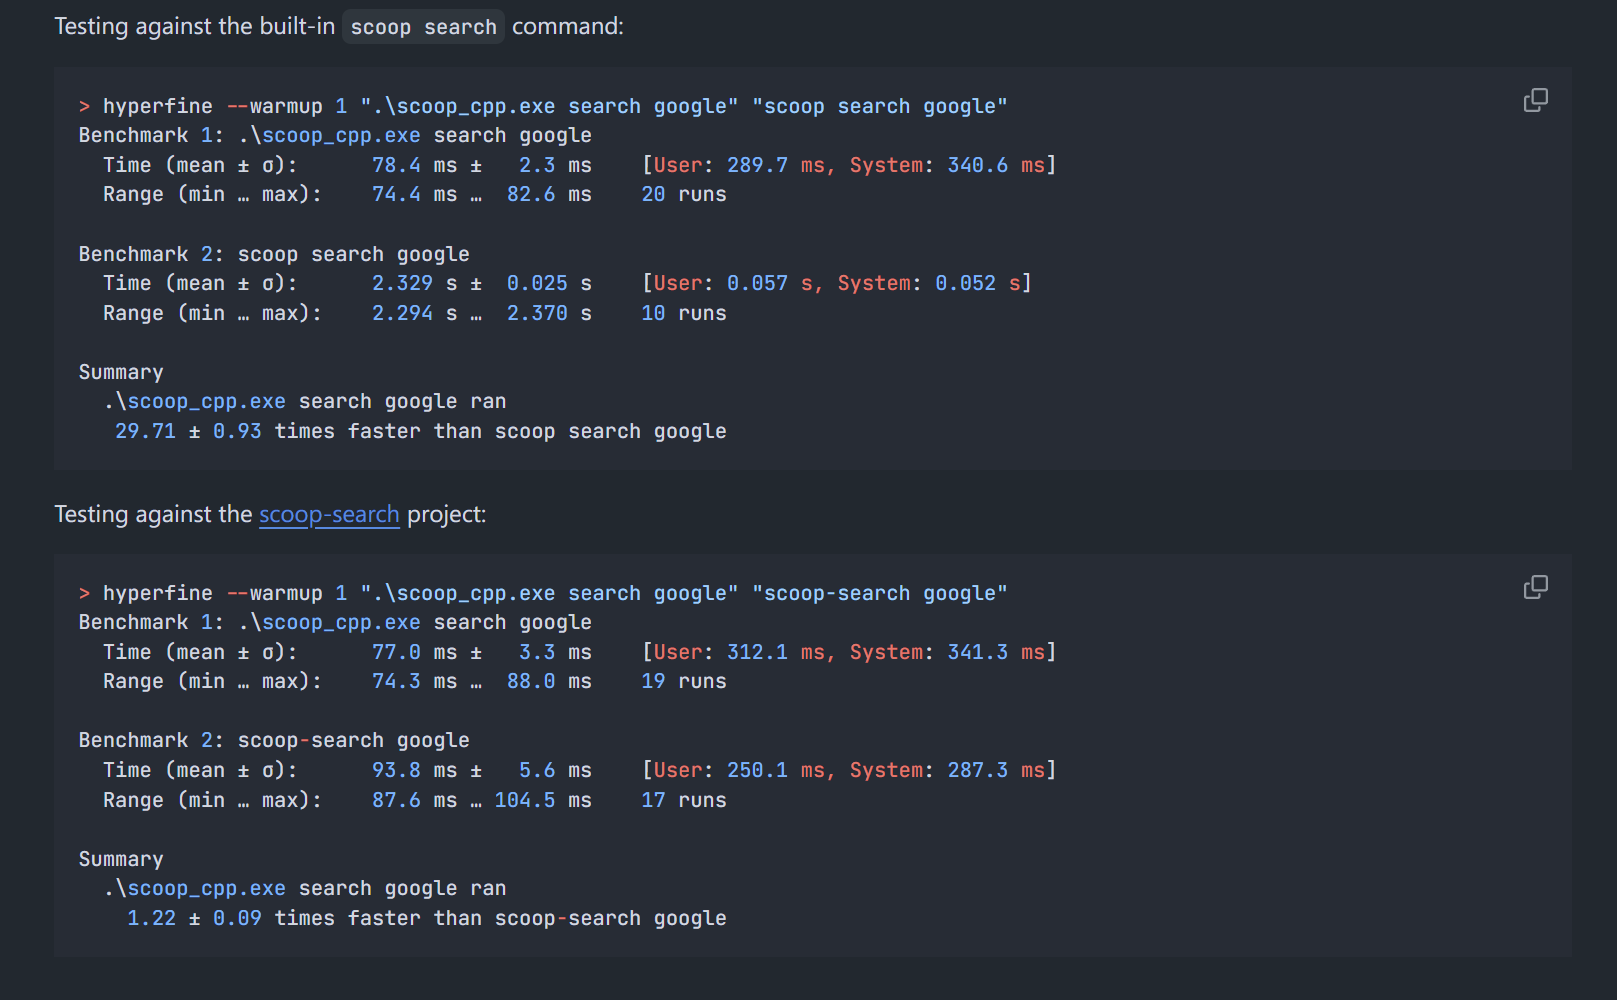 Testing against the built-in scoop search command:
> hyperfine --warmup 1 ".\scoop_cpp.exe search google" "scoop search google"
Benchmark 1: .\scoop_cpp.exe search google
  Time (mean ± σ):      78.4 ms ±   2.3 ms    [User: 289.7 ms, System: 340.6 ms]
  Range (min … max):    74.4 ms …  82.6 ms    20 runs

Benchmark 2: scoop search google
  Time (mean ± σ):      2.329 s ±  0.025 s    [User: 0.057 s, System: 0.052 s]
  Range (min … max):    2.294 s …  2.370 s    10 runs

Summary
  .\scoop_cpp.exe search google ran
   29.71 ± 0.93 times faster than scoop search google
Testing against the scoop-search project:
> hyperfine --warmup 1 ".\scoop_cpp.exe search google" "scoop-search google"
Benchmark 1: .\scoop_cpp.exe search google
  Time (mean ± σ):      77.0 ms ±   3.3 ms    [User: 312.1 ms, System: 341.3 ms]
  Range (min … max):    74.3 ms …  88.0 ms    19 runs

Benchmark 2: scoop-search google
  Time (mean ± σ):      93.8 ms ±   5.6 ms    [User: 250.1 ms, System: 287.3 ms]
  Range (min … max):    87.6 ms … 104.5 ms    17 runs

Summary
  .\scoop_cpp.exe search google ran
    1.22 ± 0.09 times faster than scoop-search google